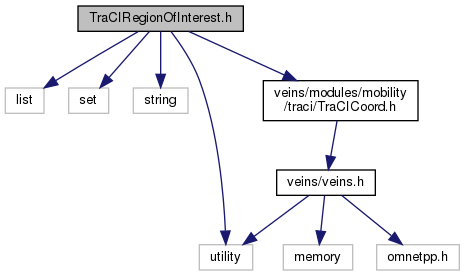 TraCIRegionOfInterest.h
list
set
string
veins/modules/mobility
/traci/TraCICoord.h
veins/veins.h
utility
memory
omnetpp.h